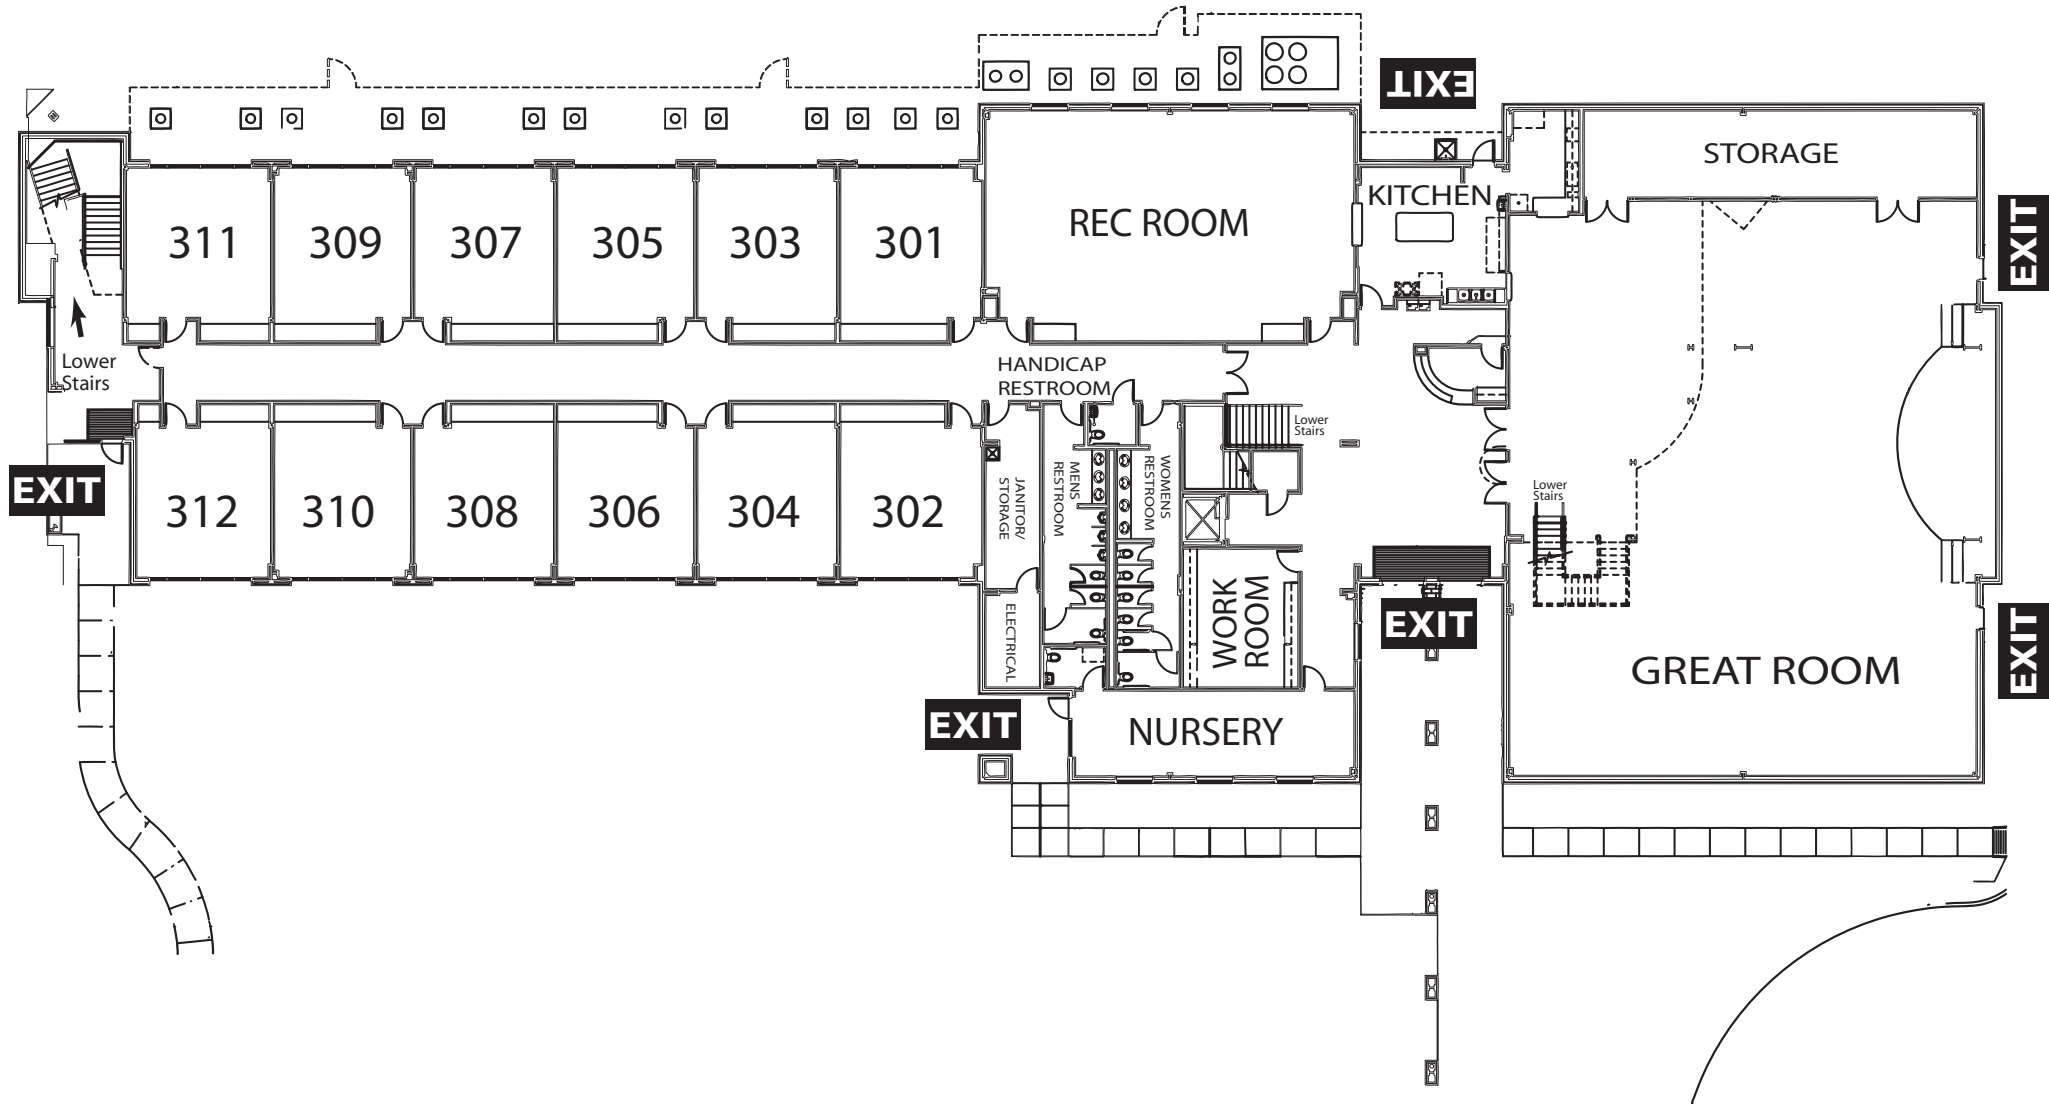 EXIT
STORAGE
KITCHEN
REC ROOM
EXIT
311
309
307
305
303
301
Lower
Stairs
HANDICAP
RESTROOM
Lower
Stairs
EXIT
312
310
308
306
304
302
JANITOR/
STORAGE
MENS
RESTROOM
WOMENS
RESTROOM
Lower
Stairs
ELECTRICAL
WORK
ROOM
EXIT
EXIT
GREAT ROOM
EXIT
NURSERY